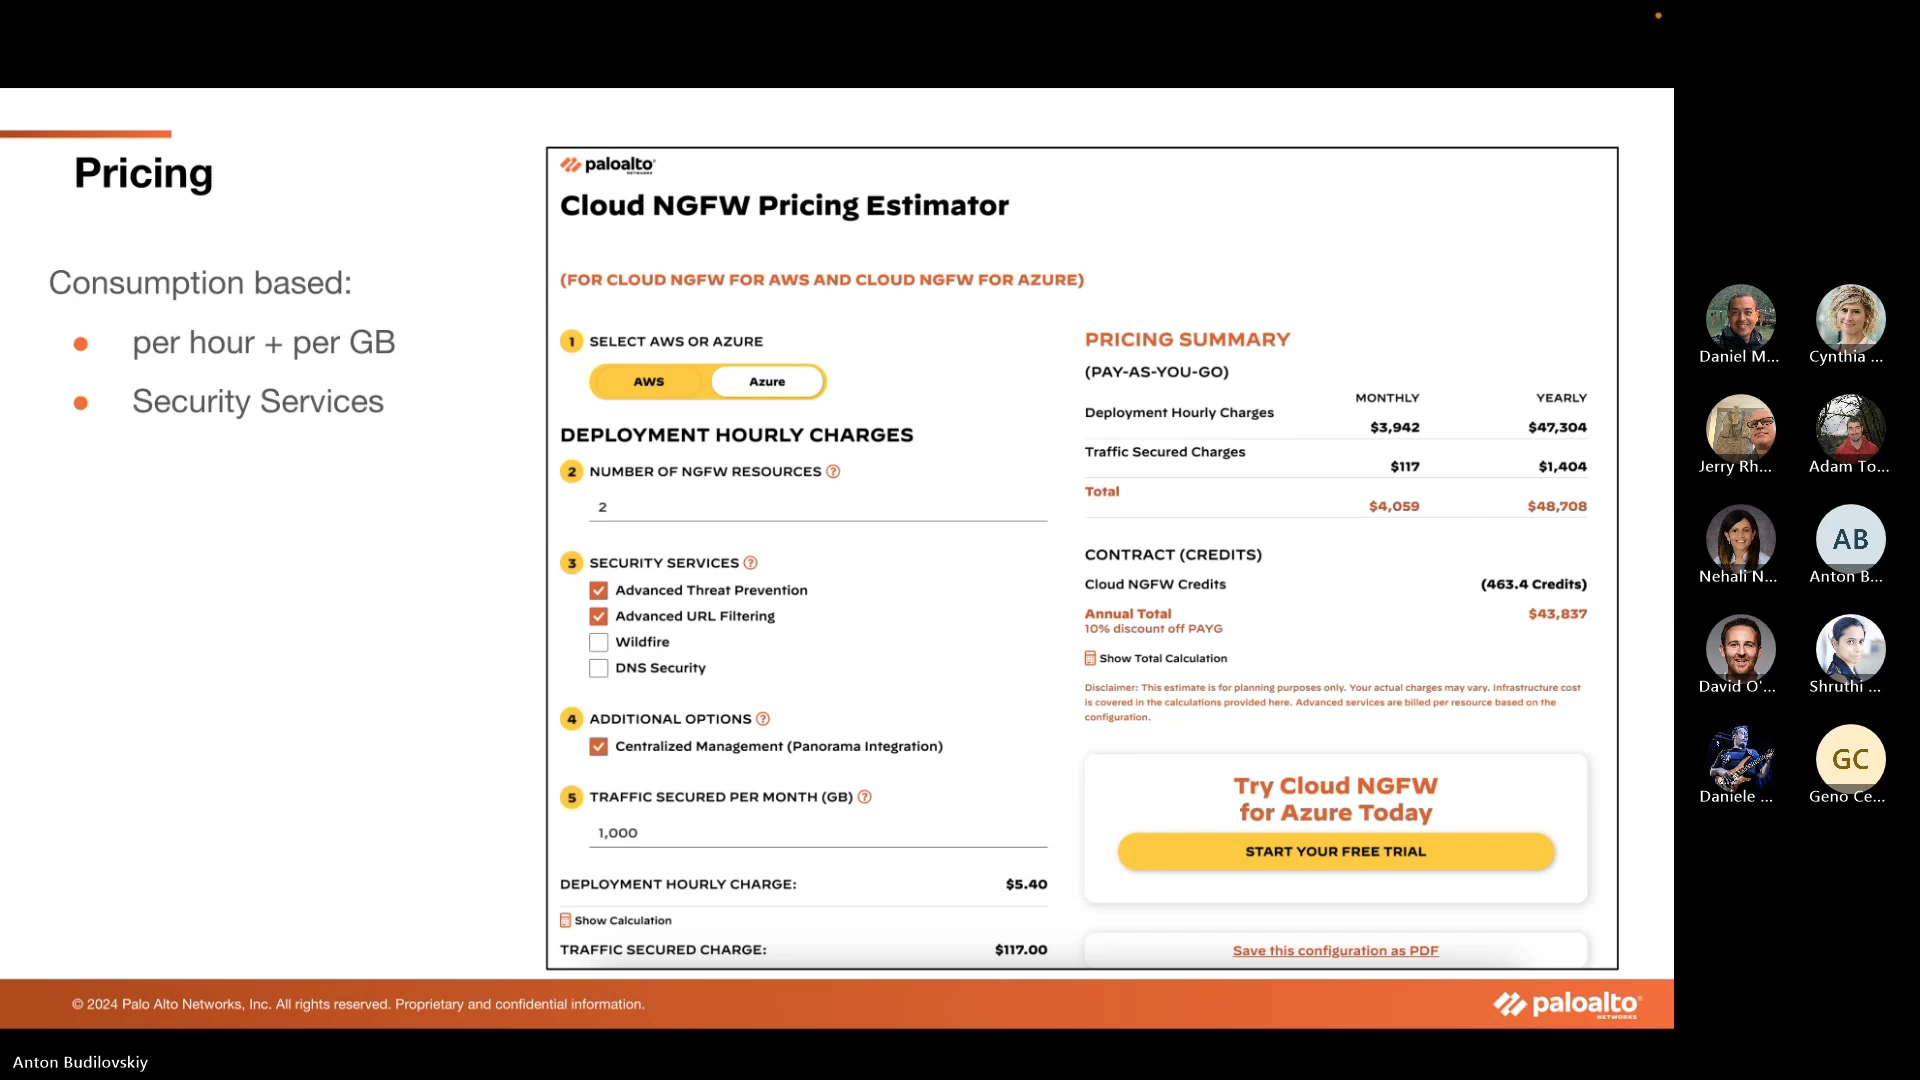 Pricing
Consumption based:
per hour + per GB
Security Services
paloalto
NETWORKS
Cloud NGFW Pricing Estimator
(FOR CLOUD NGFW FOR AWS AND CLOUD NGFW FOR AZURE)
1 SELECT AWS OR AZURE
AWS Azure
DEPLOYMENT HOURLY CHARGES
2 NUMBER OF NGFW RESOURCES ?
2
3 SECURITY SERVICES ?
Advanced Threat Prevention
Advanced URL Filtering
Wildfire
DNS Security
4 ADDITIONAL OPTIONS ?
Centralized Management (Panorama Integration)
5 TRAFFIC SECURED PER MONTH (GB) ?
1,000
DEPLOYMENT HOURLY CHARGE: $5.40
Show Calculation
TRAFFIC SECURED CHARGE: $117.00
PRICING SUMMARY
(PAY-AS-YOU-GO)
MONTHLY YEARLY
Deployment Hourly Charges
$3,942 $47,304
Traffic Secured Charges
$117 $1,404
Total
$4,059 $48,708
CONTRACT (CREDITS)
Cloud NGFW Credits (463.4 Credits)
Annual Total $43,837
10% discount off PAYG
Show Total Calculation
Disclaimer: This estimate is for planning purposes only. Your actual charges may vary. Infrastructure cost
is covered in the calculations provided here. Advanced services are billed per resource based on the
configuration.
Try Cloud NGFW
for Azure Today
START YOUR FREE TRIAL
Save this configuration as PDF
© 2024 Palo Alto Networks, Inc. All rights reserved. Proprietary and confidential information.
paloalto
NETWORKS
Daniel M... Cynthia ...
Jerry Rh... Adam To...
AB
Nehali N... Anton B...
David O'... Shruthi ...
GC
Daniele ... Geno Ce...
Anton Budilovskiy